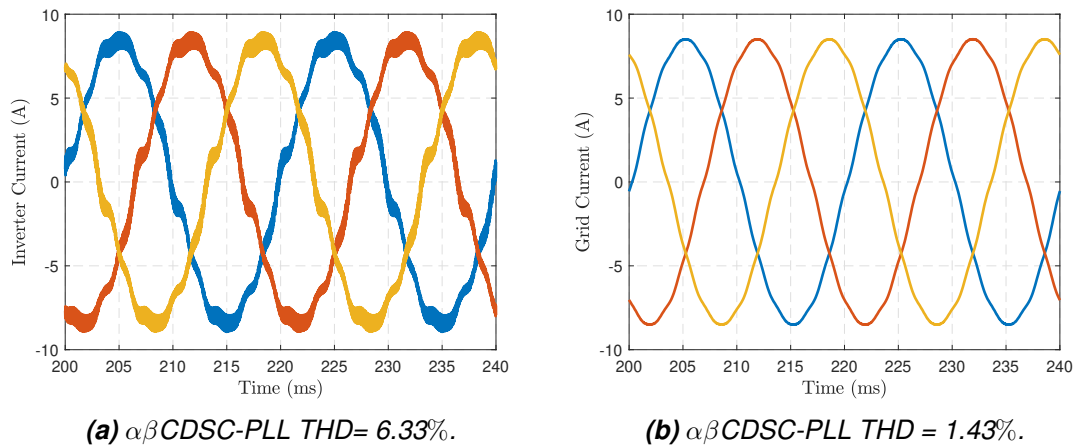 10
5
0
-5
-10
Inverter Current (A)
200 205 210 215 220 225 230 235 240
Time (ms)
(a) αβCDSC-PLL THD= 6.33%.
10
5
0
-5
-10
Grid Current (A)
200 205 210 215 220 225 230 235 240
Time (ms)
(b) αβCDSC-PLL THD = 1.43%.